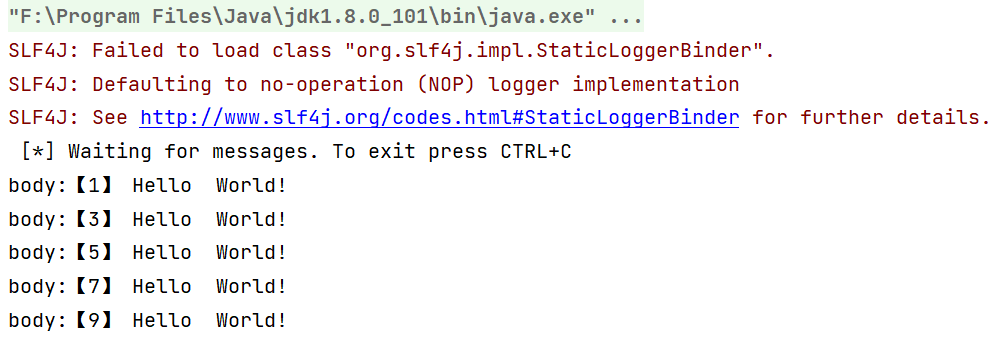 "F:\Program Files\Java\jdk1.8.0_101\bin\java.exe" ...
SLF4J: Failed to load class "org.slf4j.impl.StaticLoggerBinder".
SLF4J: Defaulting to no-operation (NOP) logger implementation
SLF4J: See http://www.slf4j.org/codes.html#StaticLoggerBinder for further details.
 [*] Waiting for messages. To exit press CTRL+C
body:【1】 Hello  World!
body:【3】 Hello  World!
body:【5】 Hello  World!
body:【7】 Hello  World!
body:【9】 Hello  World!